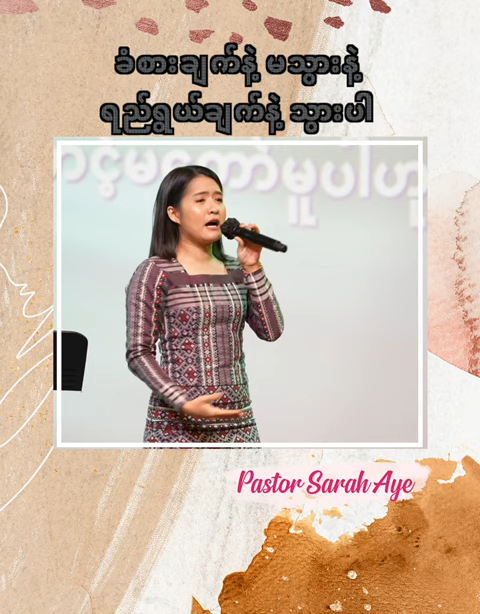 ခံစားချက်နဲ့ မသွားနဲ့
ရည်ရွယ်ချက်နဲ့ သွားပါ
Pastor Sarah Aye